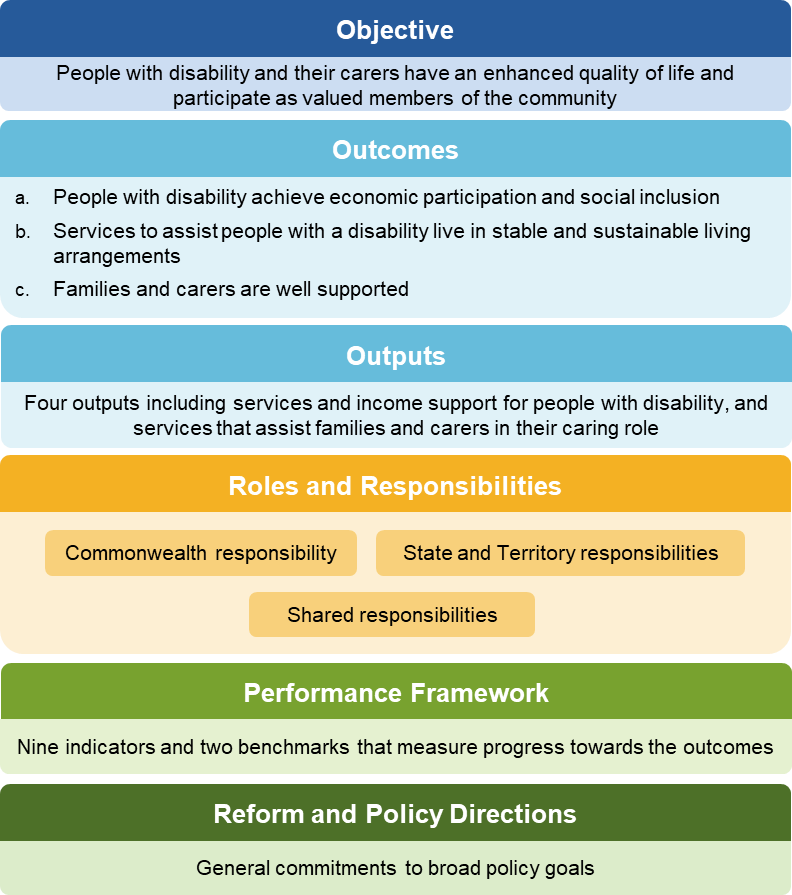 Objective
People with disability and their carers have an enhanced quality of life and
participate as valued members of the community
Outcomes
a. People with disability achieve economic participation and social inclusion
b. Services to assist people with a disability live in stable and sustainable living
arrangements
c. Families and carers are well supported
Outputs
Four outputs including services and income support for people with disability, and
services that assist families and carers in their caring role
Roles and Responsibilities
Commonwealth responsibility
State and Territory responsibilities
Shared responsibilities
Performance Framework
Nine indicators and two benchmarks that measure progress towards the outcomes
Reform and Policy Directions
General commitments to broad policy goals